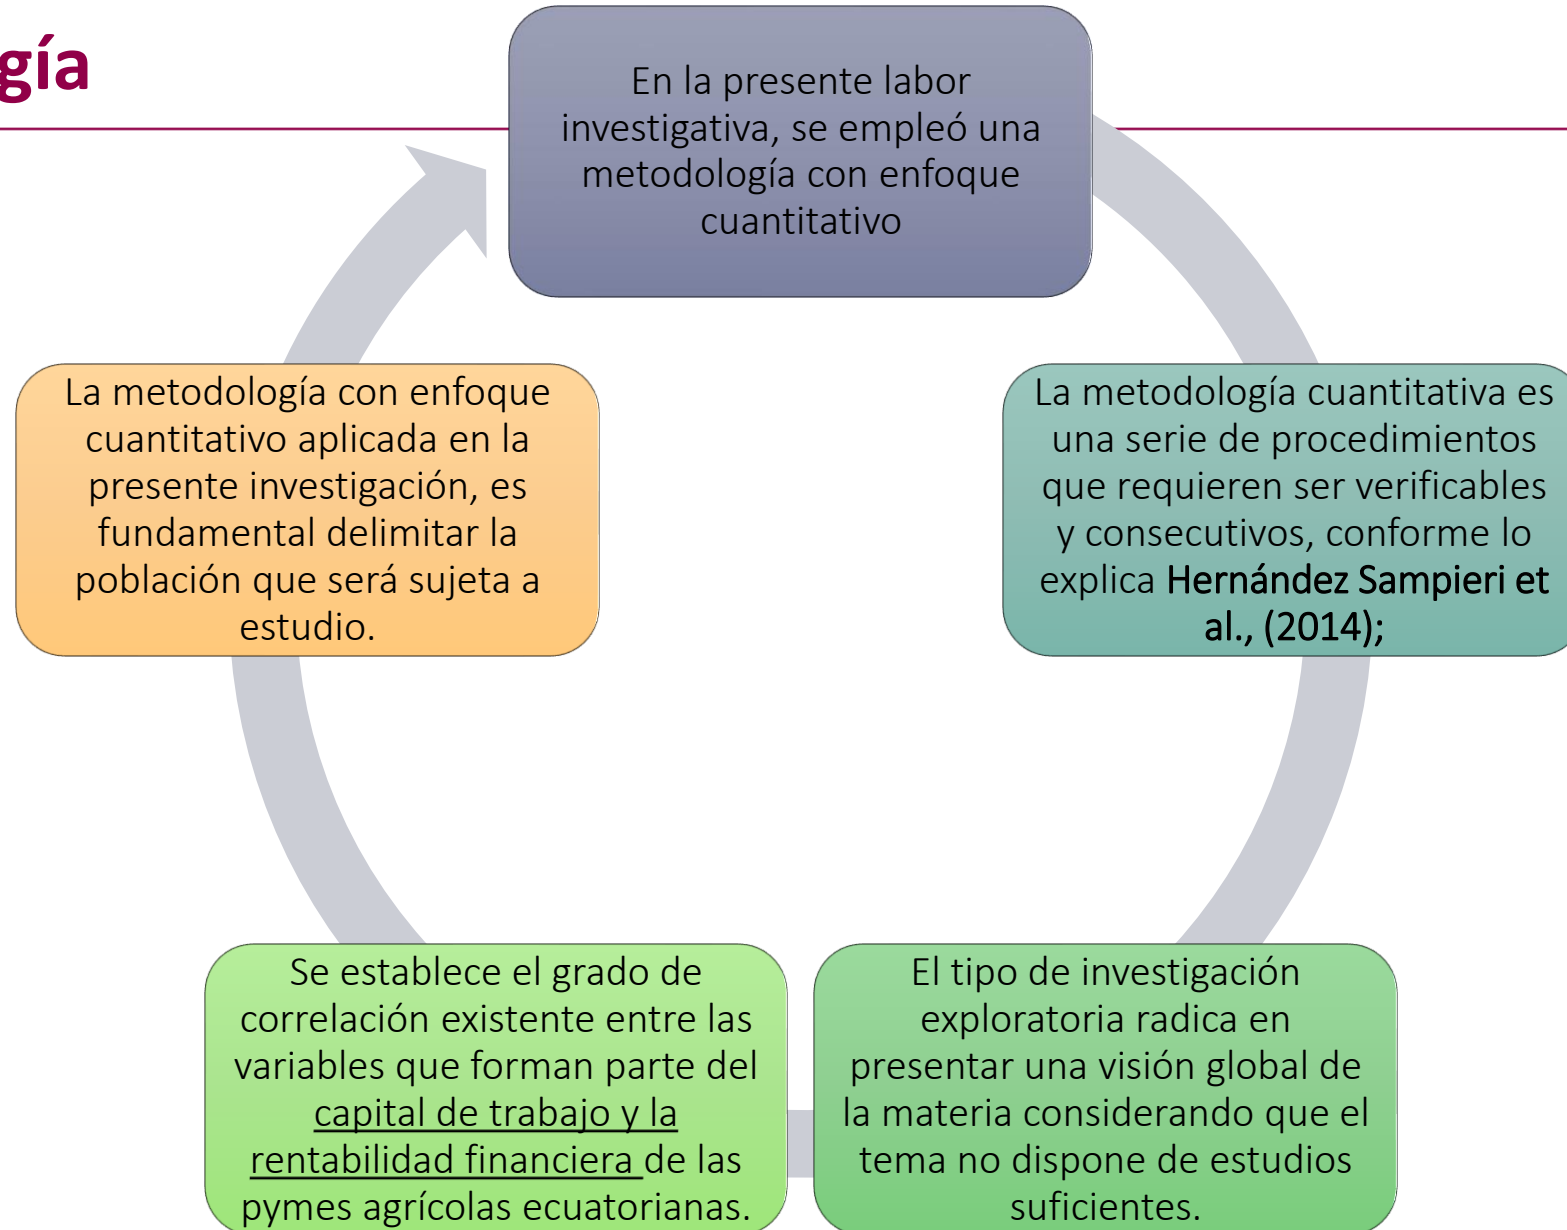 gía
En la presente labor
investigativa, se empleó una
metodología con enfoque
cuantitativo
La metodología cuantitativa es
una serie de procedimientos
que requieren ser verificables
y consecutivos, conforme lo
explica Hernández Sampieri et
al., (2014);
El tipo de investigación
exploratoria radica en
presentar una visión global de
la materia considerando que el
tema no dispone de estudios
suficientes.
Se establece el grado de
correlación existente entre las
variables que forman parte del
capital de trabajo y la
rentabilidad financiera de las
pymes agrícolas ecuatorianas.
La metodología con enfoque
cuantitativo aplicada en la
presente investigación, es
fundamental delimitar la
población que será sujeta a
estudio.